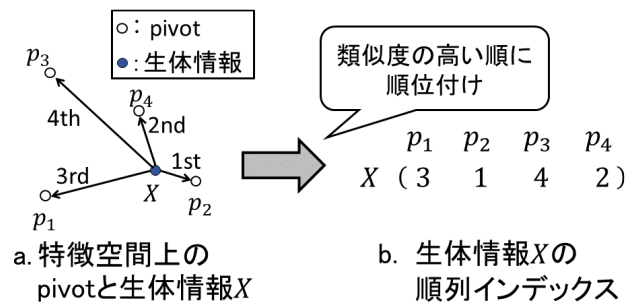 ○: pivot
●: 生体情報
p₃
p₄
4th
2nd
3rd
1st
X
p₁
p₂
類似度の高い順に
順位付け
p₁ p₂ p₃ p₄
X ( 3 1 4 2 )
a. 特徴空間上の
pivotと生体情報X
b. 生体情報Xの
順列インデックス